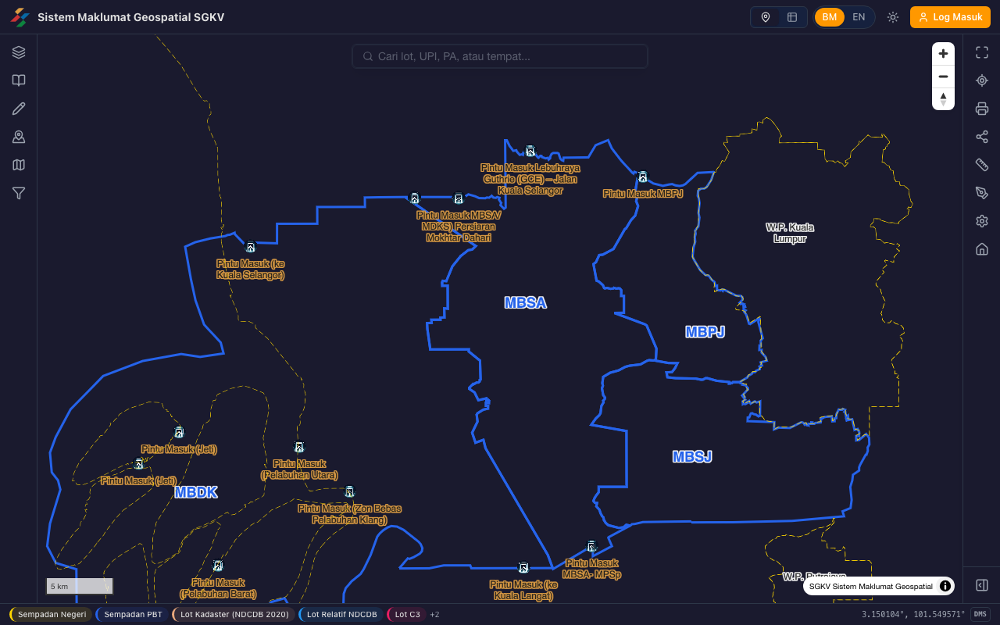 Sistem Maklumat Geospatial SGKV
BM
EN
Log Masuk
Cari lot, UPI, PA, atau tempat...
Pintu Masuk Lebuhraya
Guthrie (GCE) – Jalan
Kuala Selangor
Pintu Masuk MBPJ
Pintu Masuk MBSA/
MDKS) Persiaran
Mokhtar Dahari
W.P. Kuala
Lumpur
Pintu Masuk (ke
Kuala Selangor)
MBSA
MBPJ
Pintu Masuk (Jeti)
MBSJ
Pintu Masuk
(Pelabuhan Utara)
Pintu Masuk (Jeti)
MBDK
Pintu Masuk (Zon Bebas
Pelabuhan Klang)
Pintu Masuk
MBSA- MPSp
W.P. Putrajaya
Pintu Masuk
(Pelabuhan Barat)
Pintu Masuk (ke
Kuala Langat)
5 km
SGKV Sistem Maklumat Geospatial
Sempadan Negeri
Sempadan PBT
Lot Kadaster (NDCDB 2020)
Lot Relatif NDCDB
Lot C3
+2
3.150104°, 101.549571°
DMS